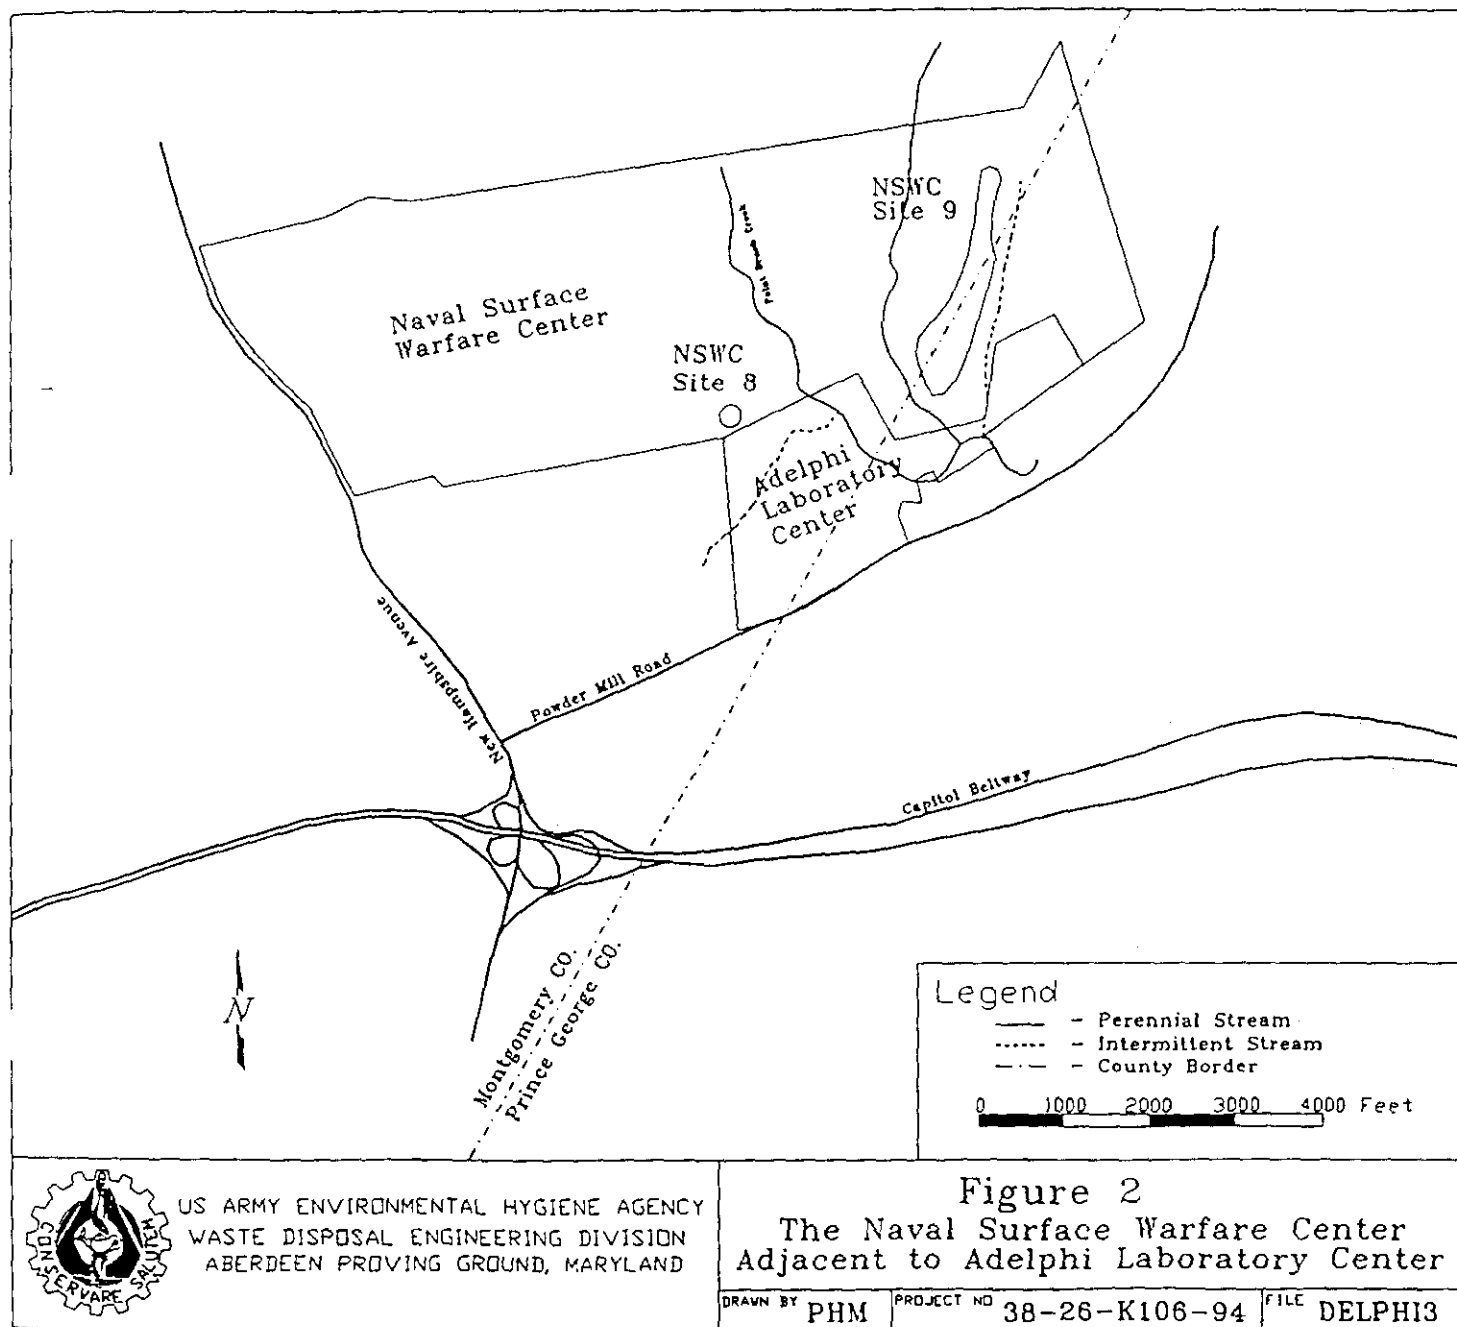 NSWC
Site 9
Paint Branch Creek
Naval Surface
Warfare Center
NSWC
Site 8
Adelphi
Laboratory
Center
New Hampshire Avenue
Powder Mill Road
Capitol Beltway
Montgomery CO.
Prince George CO.
N
Legend
- Perennial Stream
- Intermittent Stream
- County Border
0 1000 2000 3000 4000 Feet
CONSERVARE SALUTEM
US ARMY ENVIRONMENTAL HYGIENE AGENCY
WASTE DISPOSAL ENGINEERING DIVISION
ABERDEEN PROVING GROUND, MARYLAND
Figure 2
The Naval Surface Warfare Center
Adjacent to Adelphi Laboratory Center
DRAWN BY PHM PROJECT NO 38-26-K106-94 FILE DELPHI3